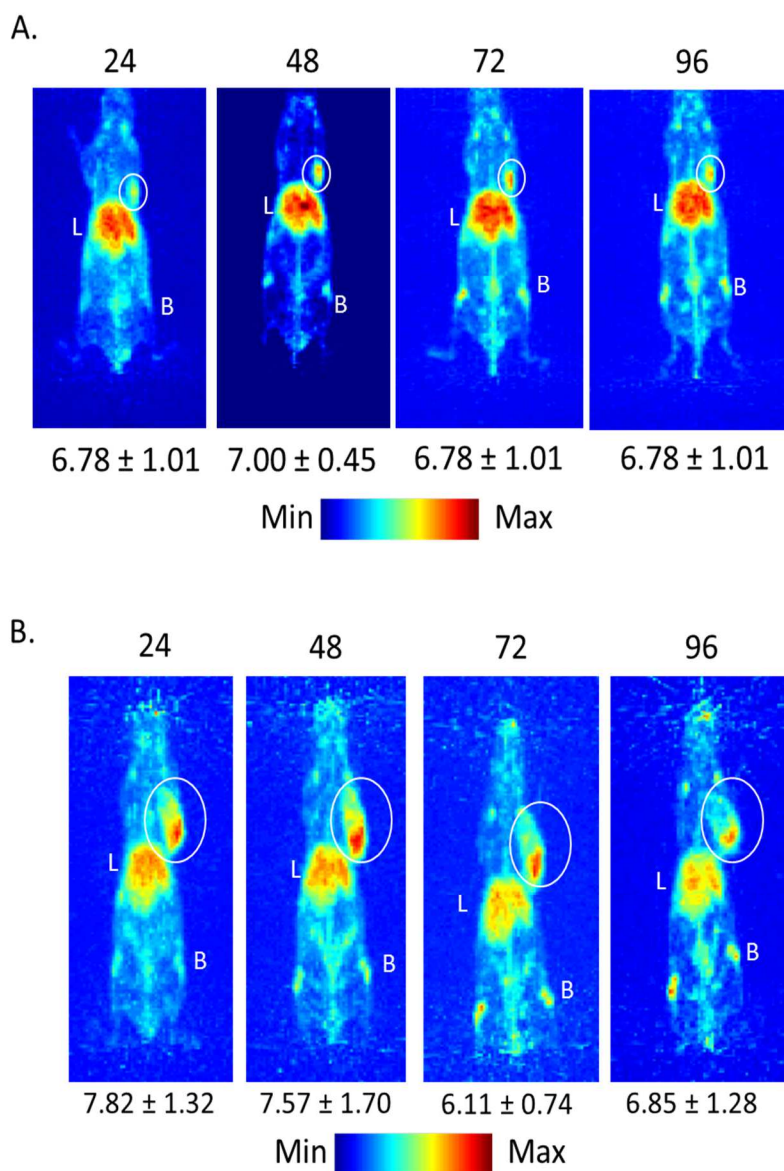 A.
24 48 72 96
L L L L
B B B B
6.78 ± 1.01 7.00 ± 0.45 6.78 ± 1.01 6.78 ± 1.01
Min Max
B.
24 48 72 96
L L L L
B B B B
7.82 ± 1.32 7.57 ± 1.70 6.11 ± 0.74 6.85 ± 1.28
Min Max